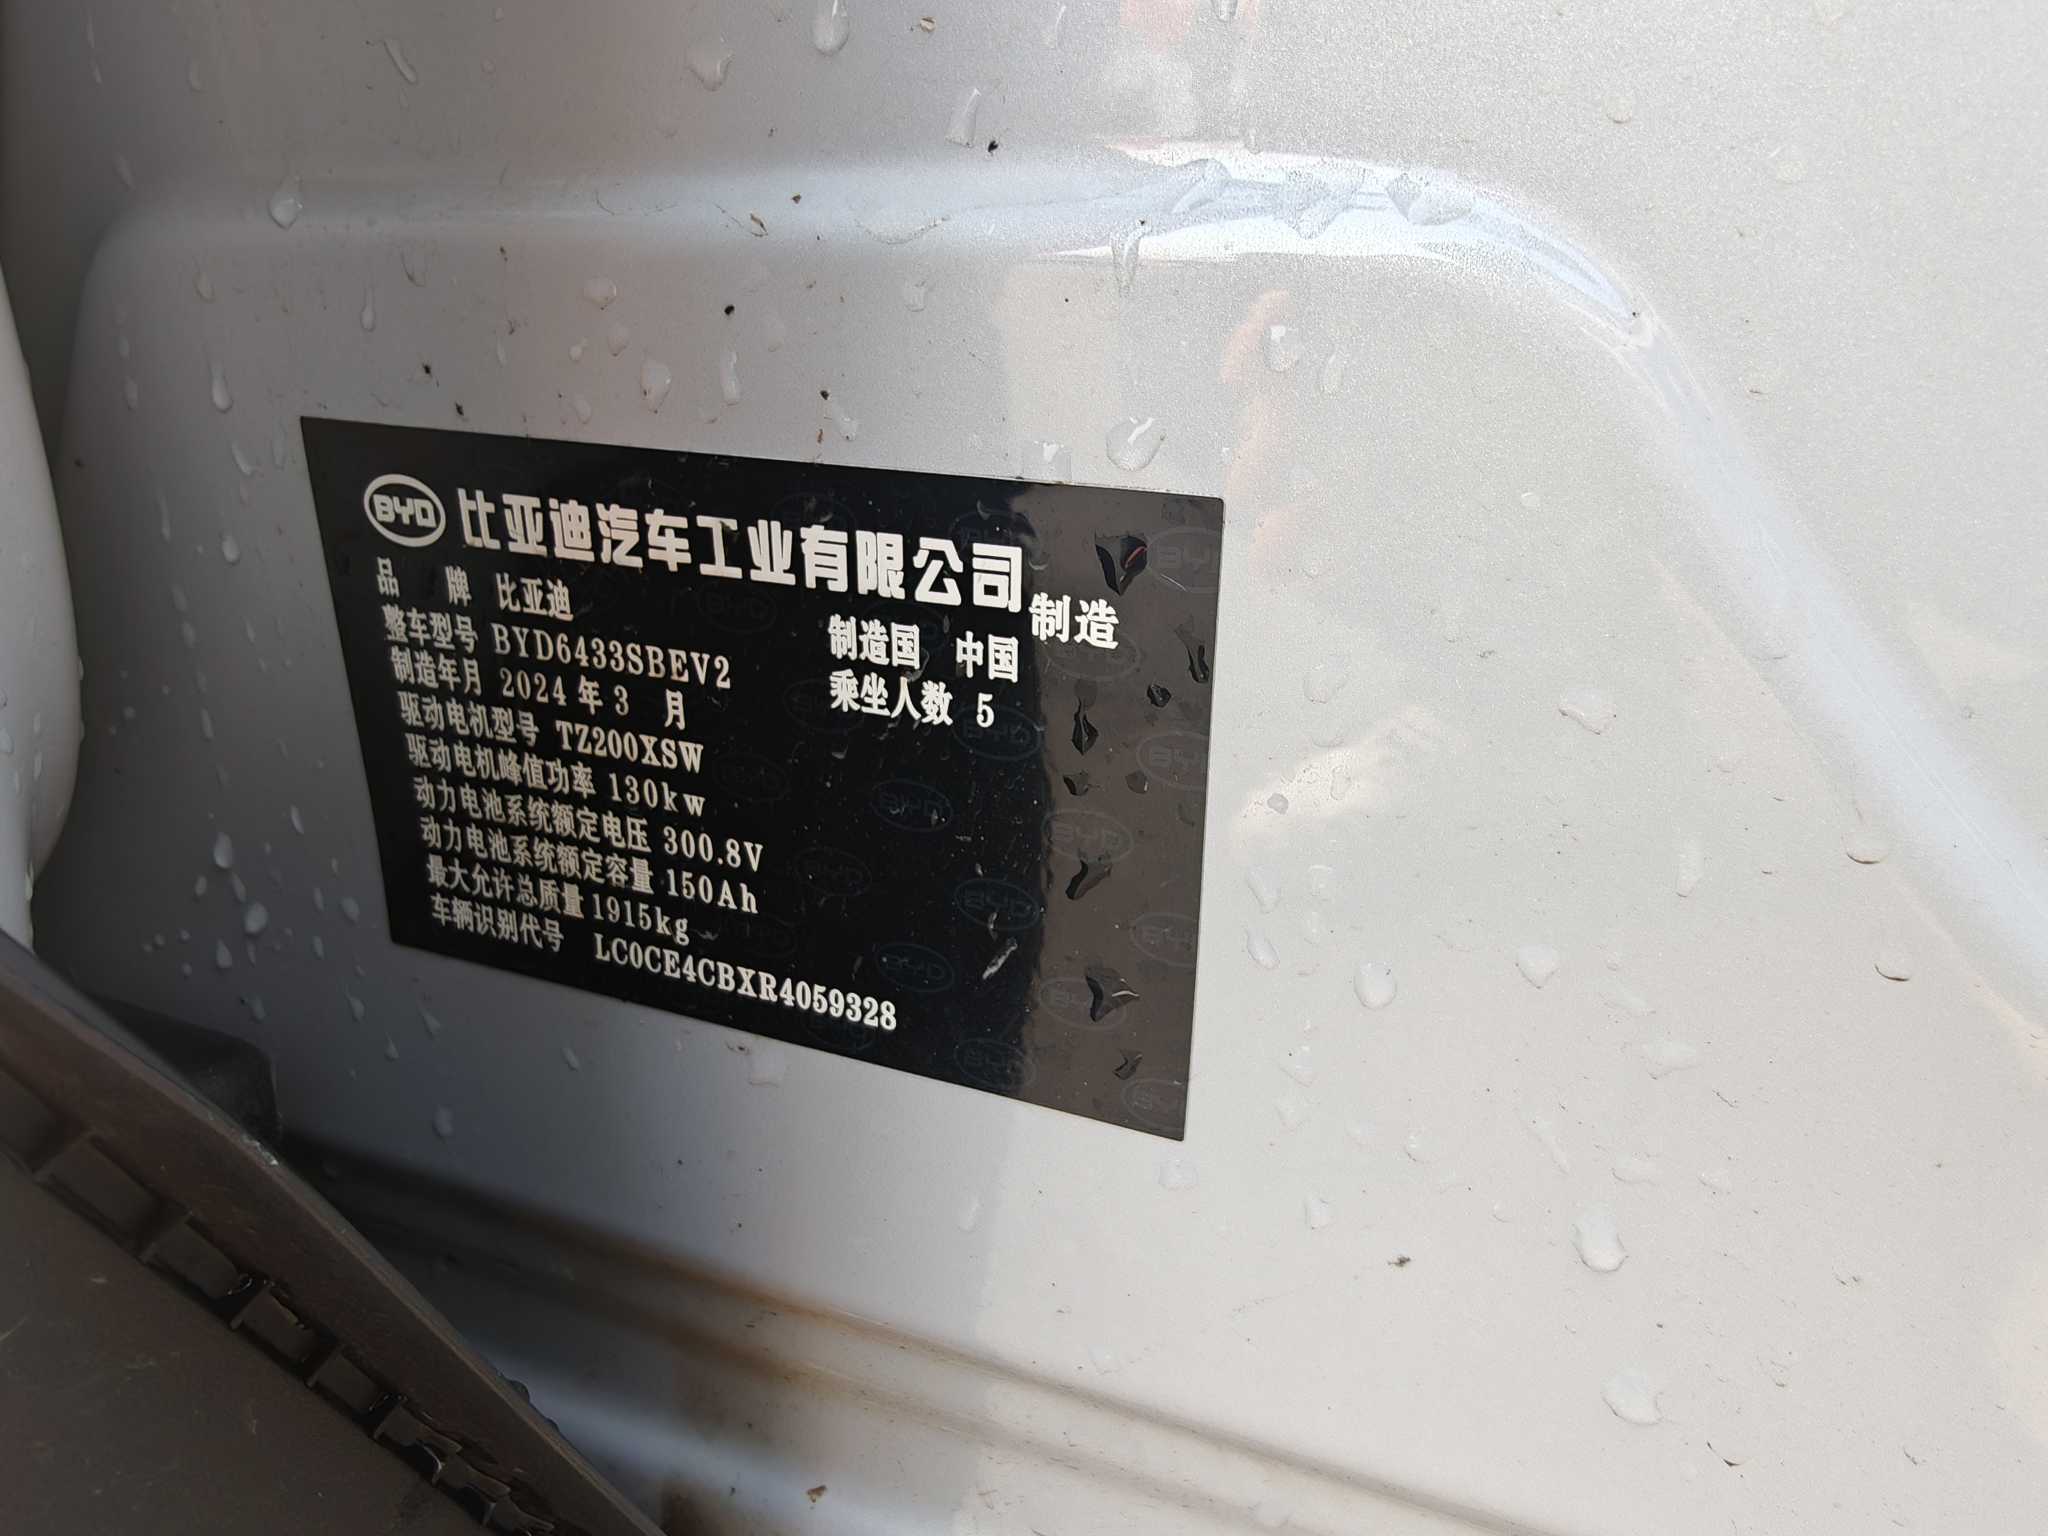 BYD 比亚迪汽车工业有限公司 制造
品 牌 比亚迪 制造国 中国
整车型号 BYD6433SBEV2 乘坐人数 5
制造年月 2024 年 3 月
驱动电机型号 TZ200XSW
驱动电机峰值功率 130kw
动力电池系统额定电压 300.8V
动力电池系统额定容量 150Ah
最大允许总质量 1915kg
车辆识别代号 LC0CE4CBXR4059328